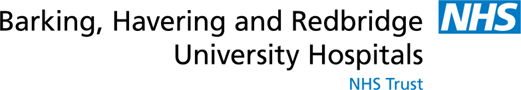 Barking, Havering and Redbridge NHS
University Hospitals
NHS Trust